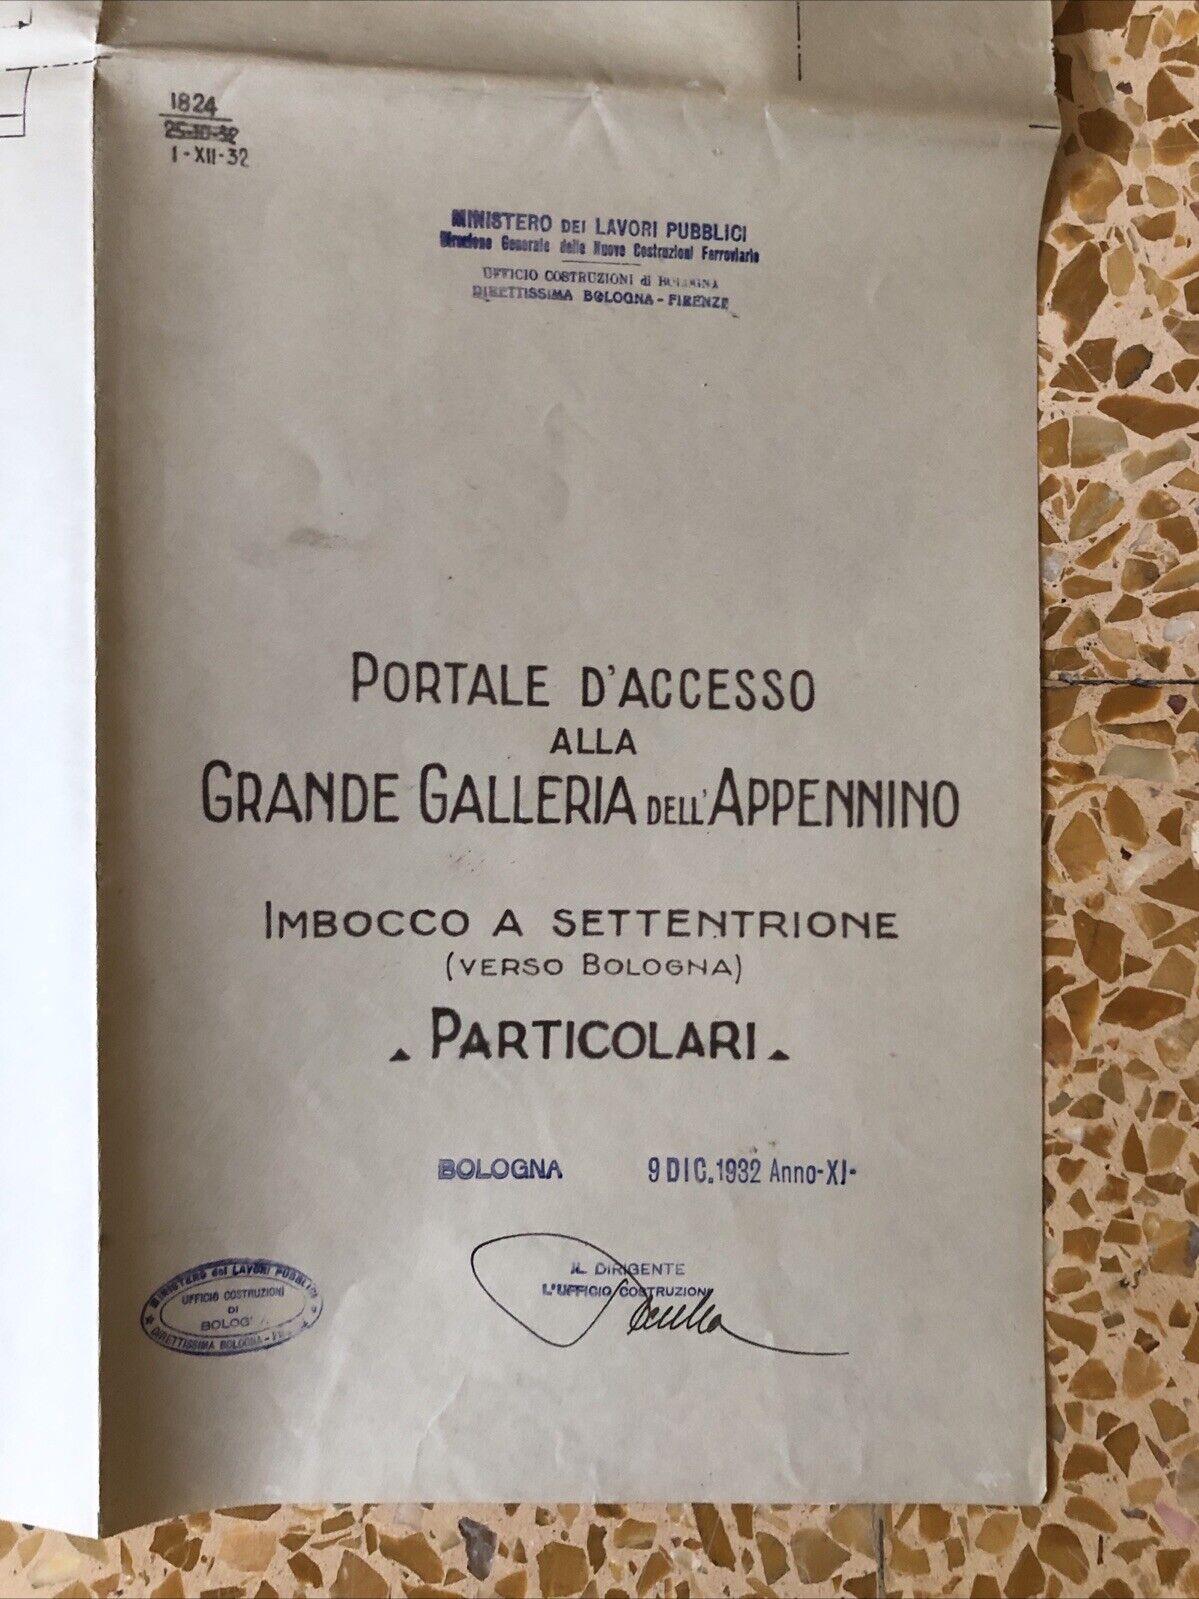 1824
25-10-32
1-XII-32
MINISTERO DEI LAVORI PUBBLICI
Direzione Generale delle Nuove Costruzioni Ferroviarie
UFFICIO COSTRUZIONI di BOLOGNA
DIRETTISSIMA BOLOGNA - FIRENZE
PORTALE D'ACCESSO
ALLA
GRANDE GALLERIA DELL'APPENNINO
IMBOCCO A SETTENTRIONE
(VERSO BOLOGNA)
PARTICOLARI
BOLOGNA 9 DIC. 1932 Anno-XI-
IL DIRIGENTE
L'UFFICIO COSTRUZIONI
MINISTERO dei LAVORI PUBBLICI
UFFICIO COSTRUZIONI
DI
BOLOG
DIRETTISSIMA BOLOGNA-